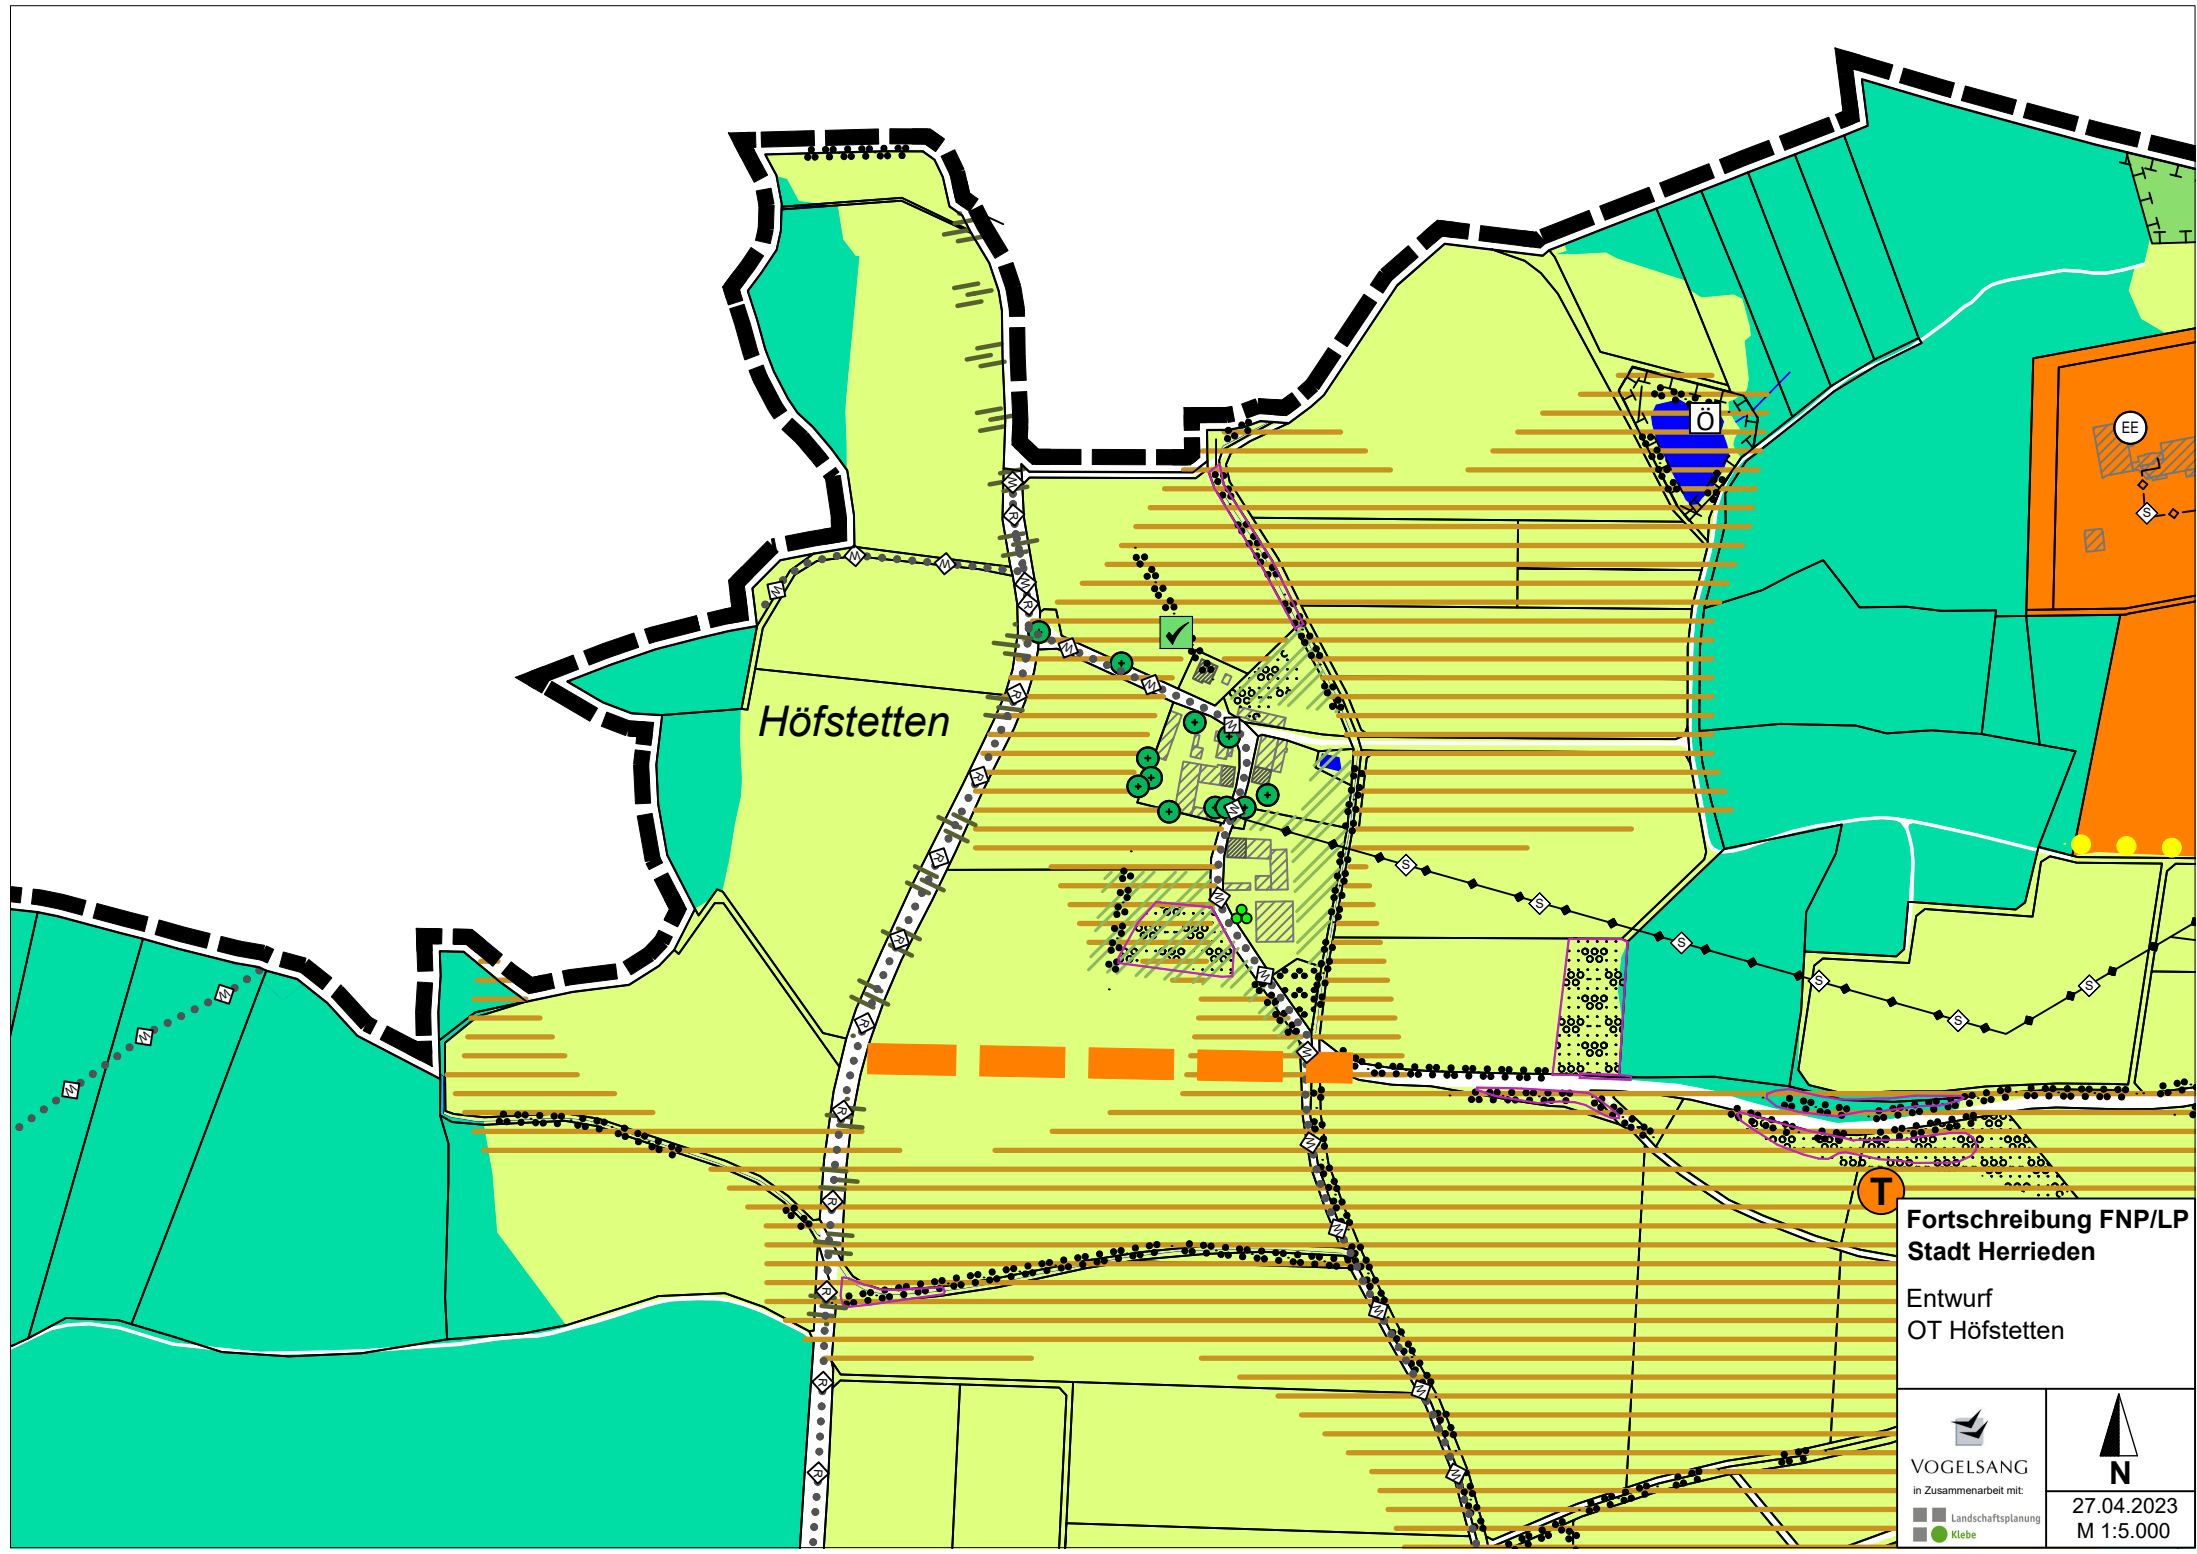 Höfstetten
Ö
EE
T
Fortschreibung FNP/LP
Stadt Herrieden
Entwurf
OT Höfstetten
VOGELSANG
in Zusammenarbeit mit:
Landschaftsplanung
Klebe
N
27.04.2023
M 1:5.000
W
R
W
W
W
W
R
W
W
R
W
R
W
R
W
R
W
R
W
R
W
R
W
R
W
R
W
R
W
W
W
W
S
S
S
S
S
S
S